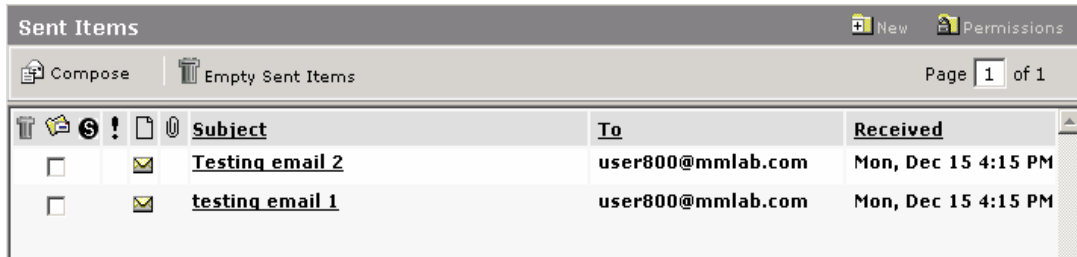 Sent Items New Permissions
Compose Empty Sent Items Page 1 of 1
S ! Subject To Received
Testing email 2 user800@mmlab.com Mon, Dec 15 4:15 PM
testing email 1 user800@mmlab.com Mon, Dec 15 4:15 PM